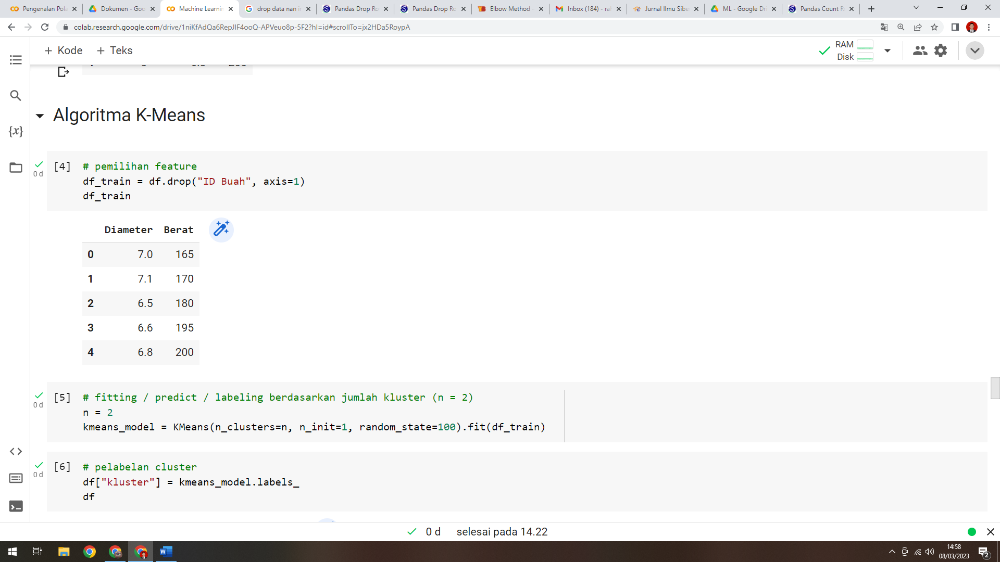 Pengenalan Pola
Dokumen - Goo
Machine Learnin
drop data nan in
Pandas Drop Ro
Pandas Drop Ro
Elbow Method -
Inbox (184) - ra
Jurnal Ilmu Sibe
ML - Google Dr
Pandas Count R
colab.research.google.com/drive/1niKfAdQa6RepJlF4ooQ-APVeuo8p-5F2?hl=id#scrollTo=jx2HDa5RoypA
+ Kode + Teks
RAM
Disk
Algoritma K-Means
[4] # pemilihan feature
0 d
df_train = df.drop("ID Buah", axis=1)
df_train
Diameter Berat
0 7.0 165
1 7.1 170
2 6.5 180
3 6.6 195
4 6.8 200
[5] # fitting / predict / labeling berdasarkan jumlah kluster (n = 2)
0 d
n = 2
kmeans_model = KMeans(n_clusters=n, n_init=1, random_state=100).fit(df_train)
[6] # pelabelan cluster
0 d
df["kluster"] = kmeans_model.labels_
df
0 d selesai pada 14.22
14:58
08/03/2023
2